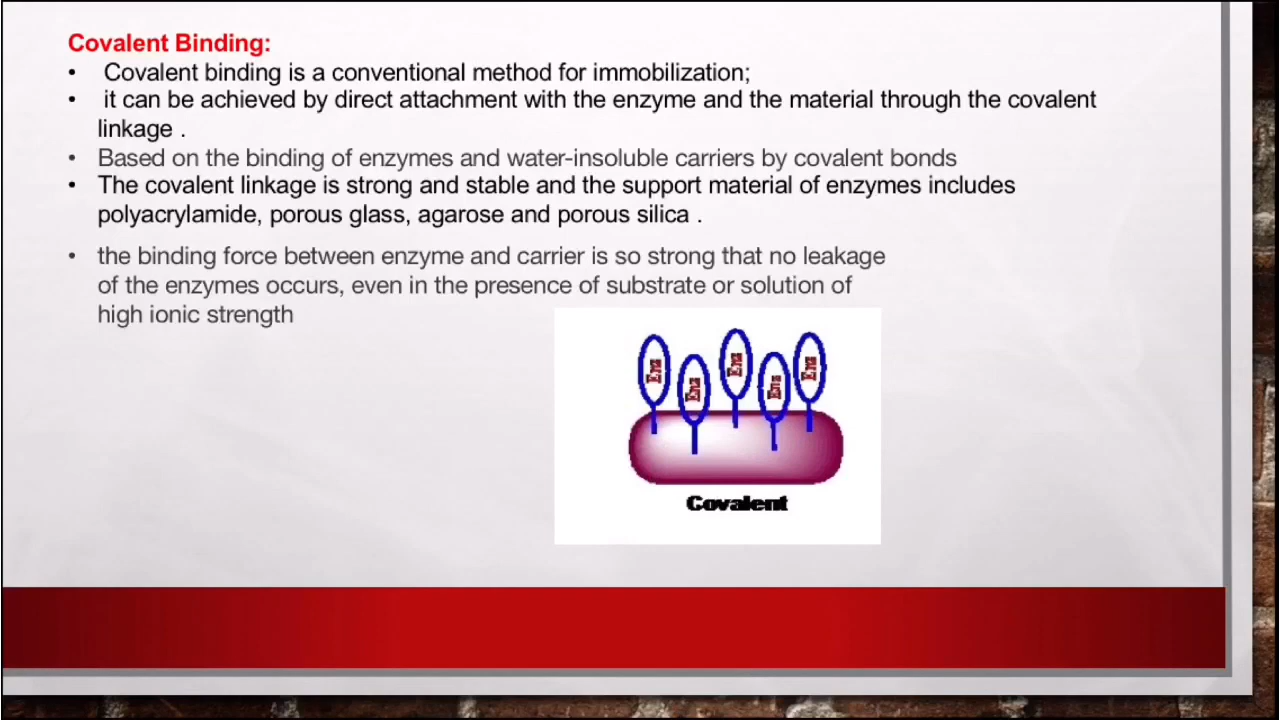 Covalent Binding:
• Covalent binding is a conventional method for immobilization;
• it can be achieved by direct attachment with the enzyme and the material through the covalent
linkage .
• Based on the binding of enzymes and water-insoluble carriers by covalent bonds
• The covalent linkage is strong and stable and the support material of enzymes includes
polyacrylamide, porous glass, agarose and porous silica .
• the binding force between enzyme and carrier is so strong that no leakage
of the enzymes occurs, even in the presence of substrate or solution of
high ionic strength
Enz Enz Enz Enz Enz
Covalent